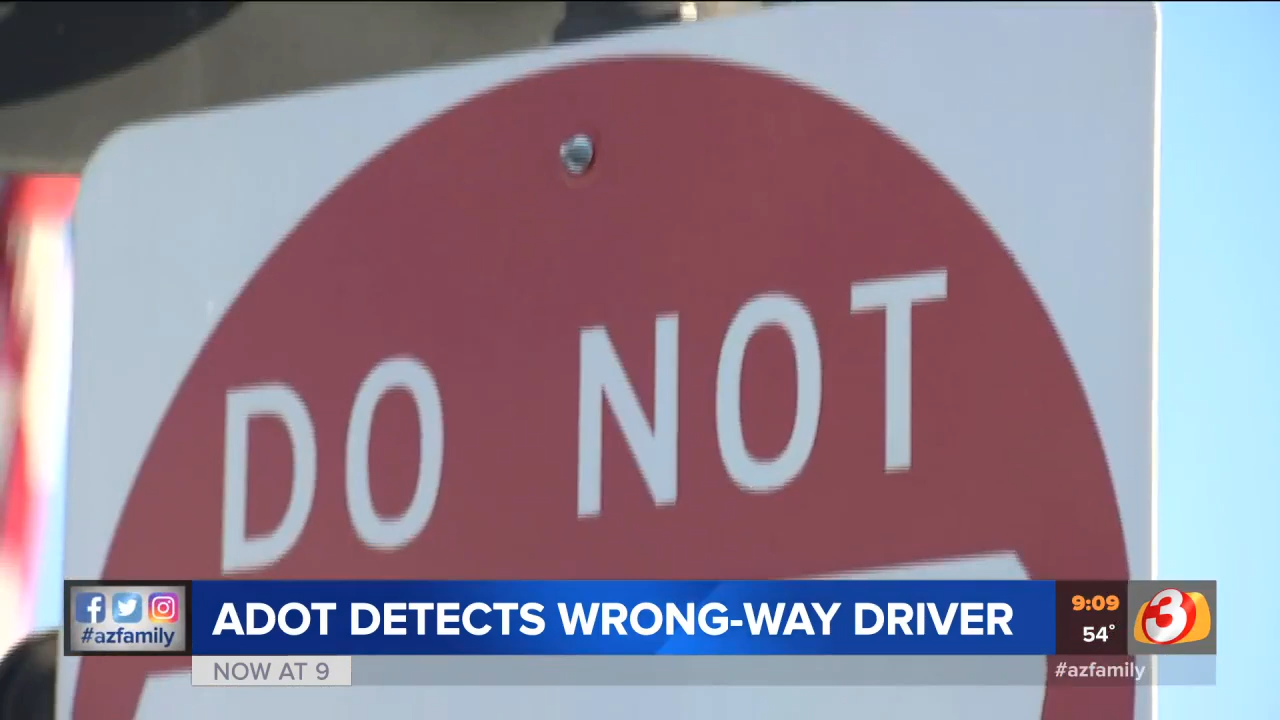 DO NOT
#azfamily
ADOT DETECTS WRONG-WAY DRIVER
9:09
54°
3
NOW AT 9
#azfamily